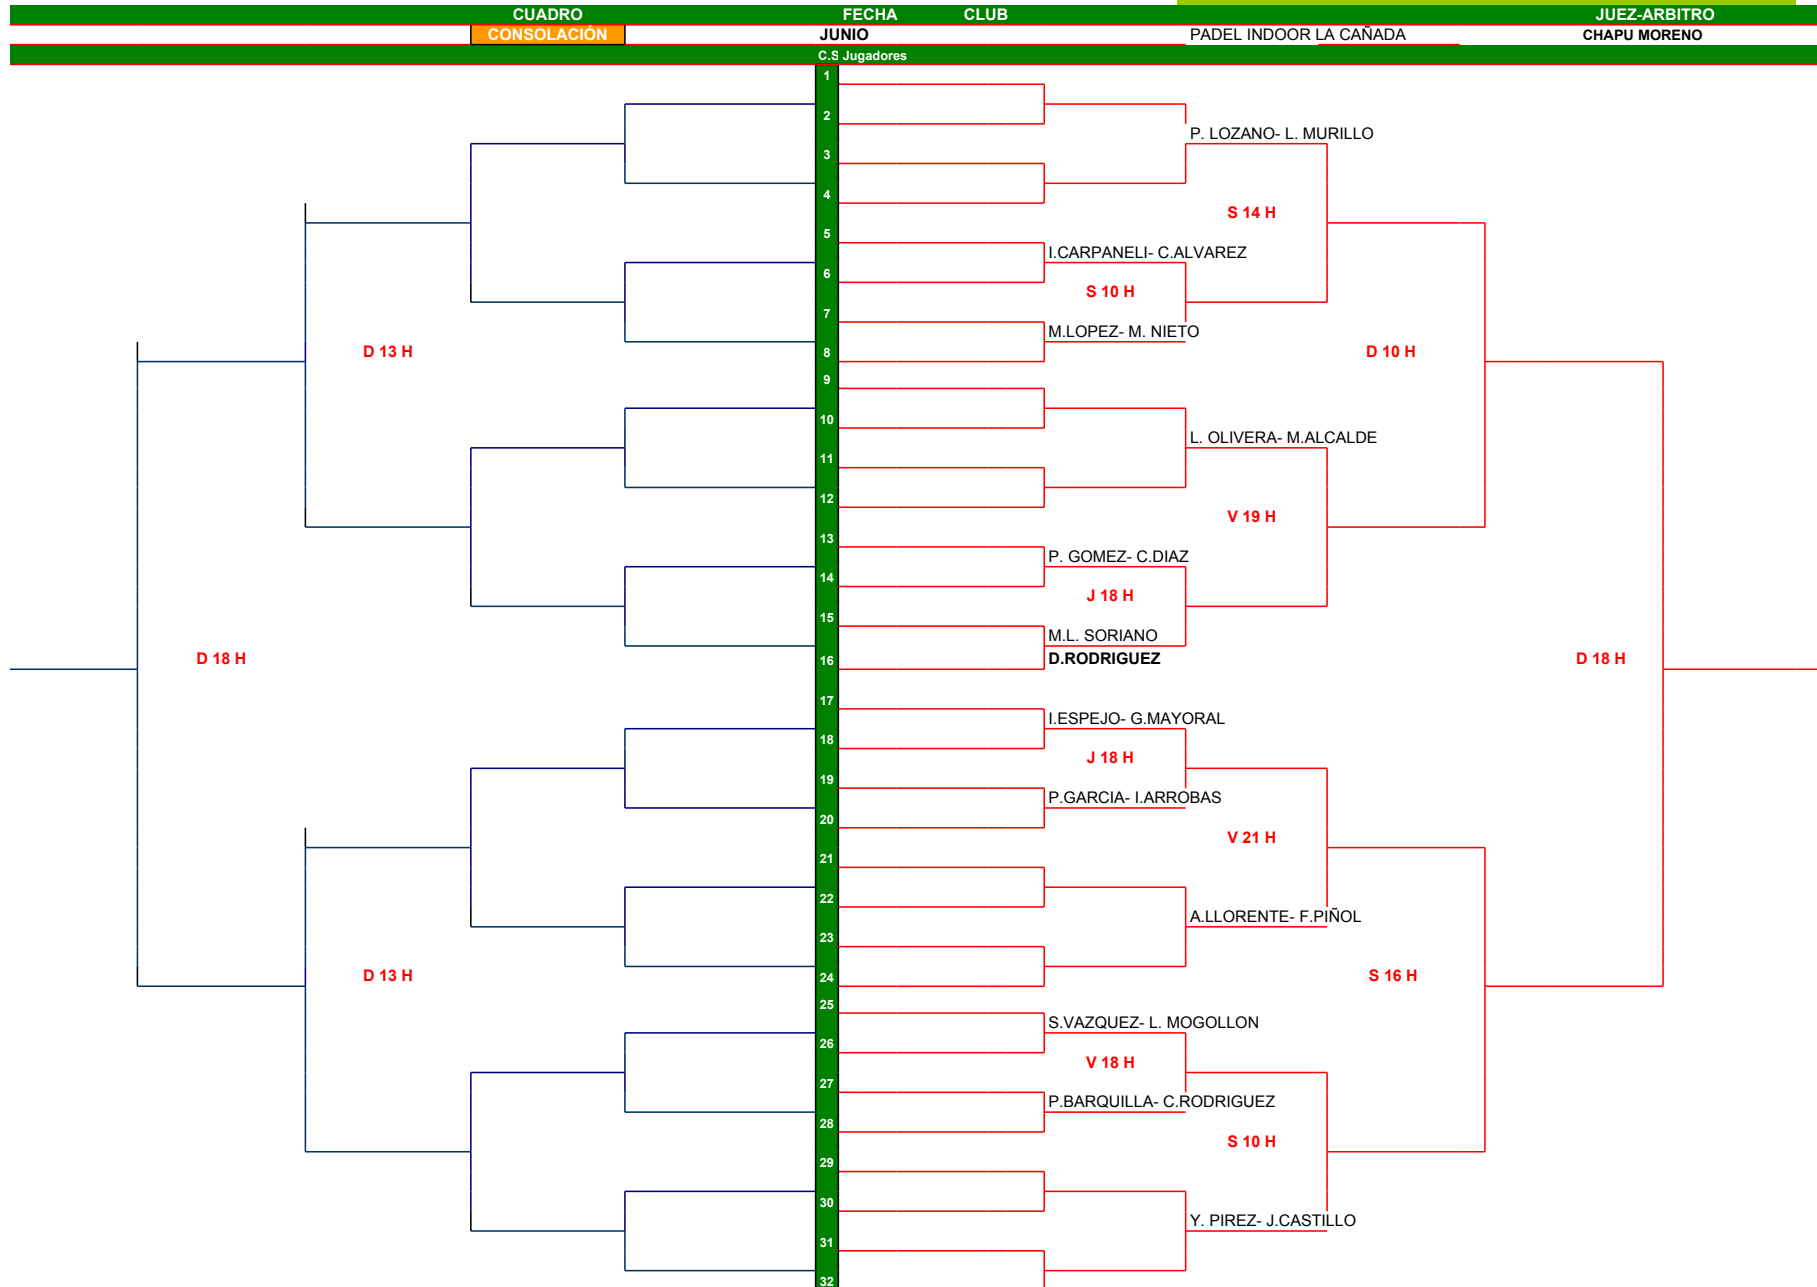 CUADRO FECHA CLUB JUEZ-ARBITRO
CONSOLACIÓN JUNIO PADEL INDOOR LA CAÑADA CHAPU MORENO
C.S Jugadores
1
2
P. LOZANO- L. MURILLO
3
4
S 14 H
5
I.CARPANELI- C.ALVAREZ
6
S 10 H
7
M.LOPEZ- M. NIETO
D 13 H 8 D 10 H
9
10
L. OLIVERA- M.ALCALDE
11
12
V 19 H
13
P. GOMEZ- C.DIAZ
14
J 18 H
15
M.L. SORIANO
D 18 H 16 D.RODRIGUEZ D 18 H
17
I.ESPEJO- G.MAYORAL
18
J 18 H
19
P.GARCIA- I.ARROBAS
20
V 21 H
21
22
A.LLORENTE- F.PIÑOL
23
D 13 H 24 S 16 H
25
S.VAZQUEZ- L. MOGOLLON
26
V 18 H
27
P.BARQUILLA- C.RODRIGUEZ
28
S 10 H
29
30
Y. PIREZ- J.CASTILLO
31
32